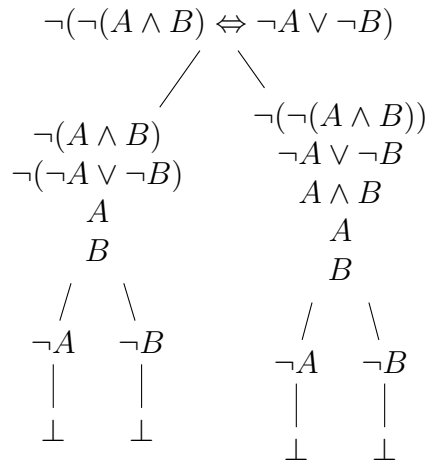 ¬(¬(A ∧ B) ⇔ ¬A ∨ ¬B)
¬(A ∧ B)
¬(¬A ∨ ¬B)
A
B
¬A ¬B
⊥ ⊥
¬(¬(A ∧ B))
¬A ∨ ¬B
A ∧ B
A
B
¬A ¬B
⊥ ⊥